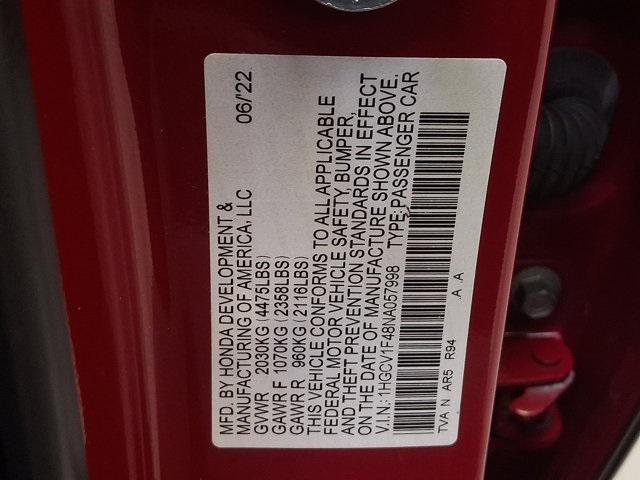 MFD. BY HONDA DEVELOPMENT &
MANUFACTURING OF AMERICA, LLC 06/'22
GVWR 2030KG (4475LBS)
GAWR F 1070KG (2358LBS)
GAWR R 960KG (2116LBS)
THIS VEHICLE CONFORMS TO ALL APPLICABLE
FEDERAL MOTOR VEHICLE SAFETY, BUMPER,
AND THEFT PREVENTION STANDARDS IN EFFECT
ON THE DATE OF MANUFACTURE SHOWN ABOVE.
V.I.N.: 1HGCV1F48NA057998 TYPE: PASSENGER CAR
TVA N AR5 R94 .A .A